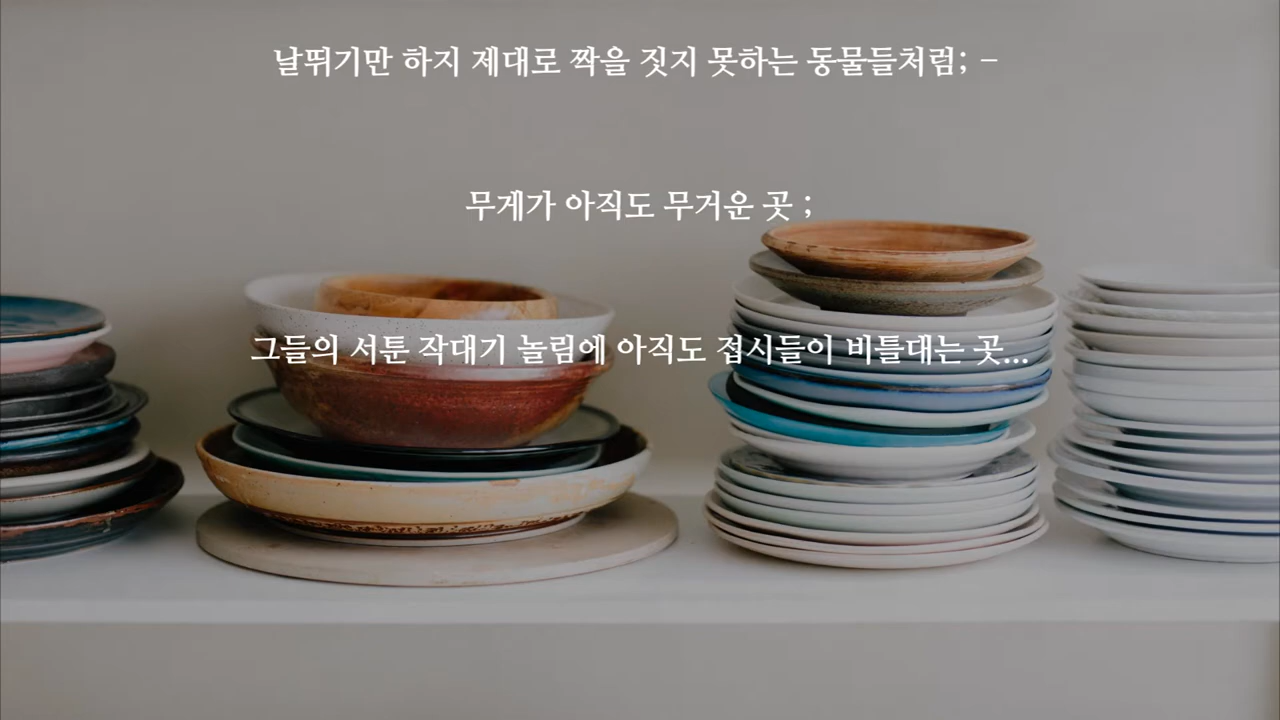 날뛰기만 하지 제대로 짝을 짓지 못하는 동물들처럼; -
무게가 아직도 무거운 곳 ;
그들의 서툰 작대기 놀림에 아직도 접시들이 비틀대는 곳...